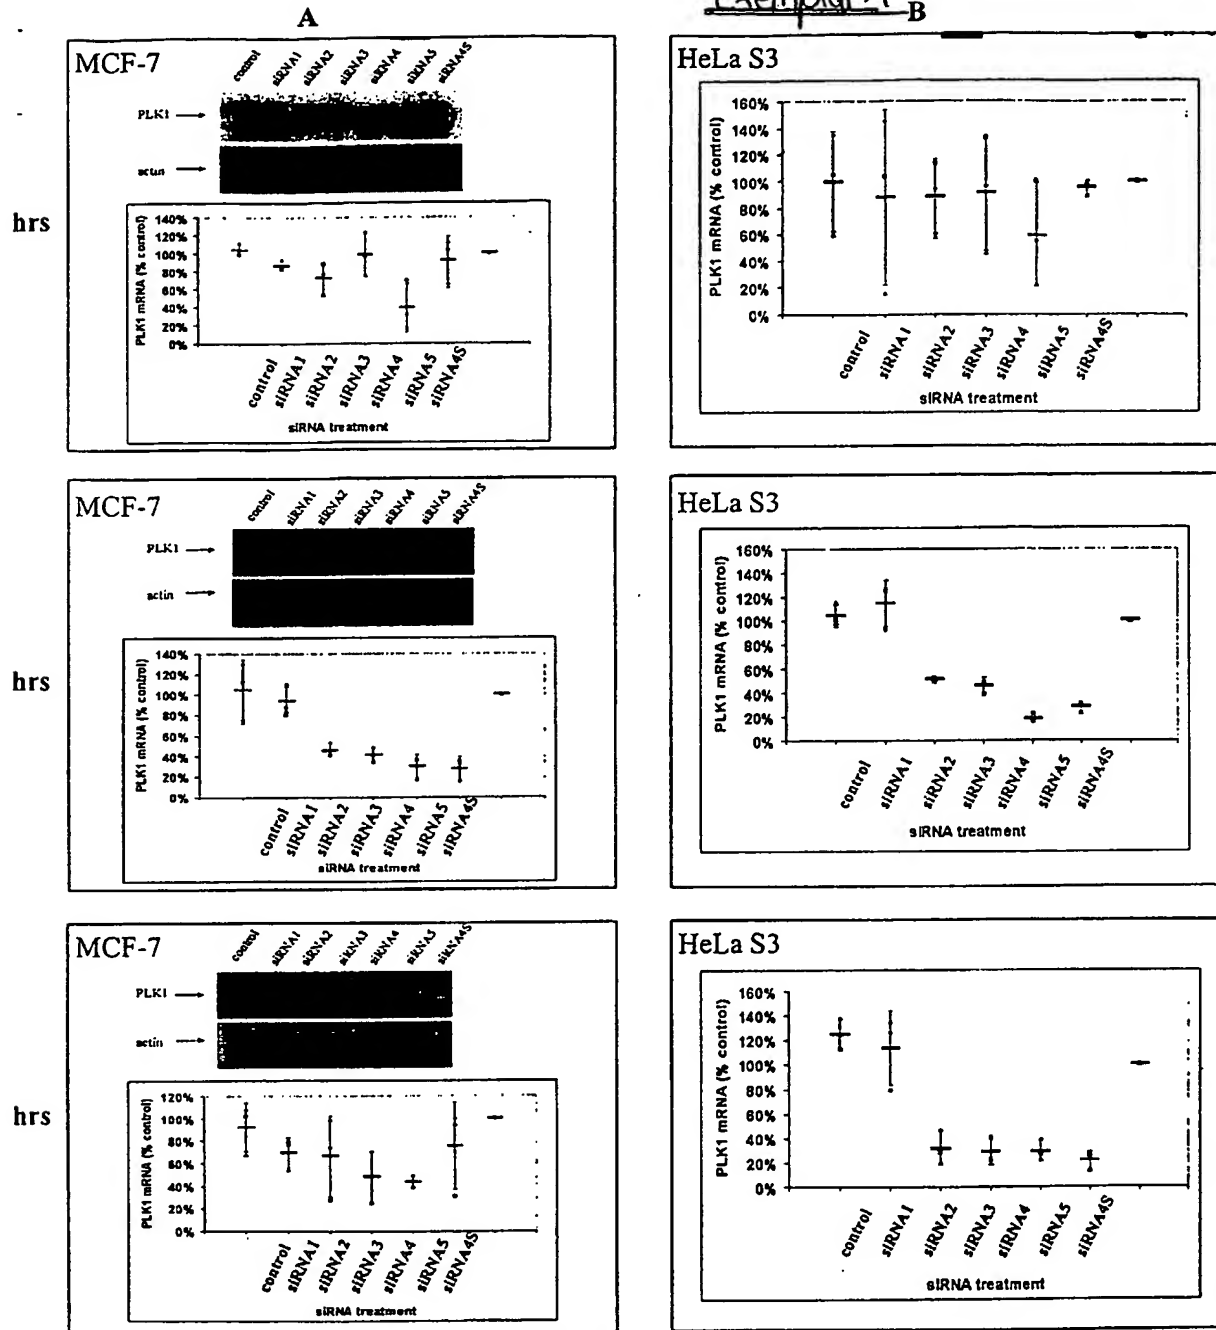 A
B
MCF-7
control
siRNA1
siRNA2
siRNA3
siRNA4
siRNA5
siRNA4S
PLK1
actin
hrs
PLK1 mRNA (% control)
140%
120%
100%
80%
60%
40%
20%
0%
control
siRNA1
siRNA2
siRNA3
siRNA4
siRNA5
siRNA4S
siRNA treatment
HeLa S3
PLK1 mRNA (% control)
160%
140%
120%
100%
80%
60%
40%
20%
0%
control
siRNA1
siRNA2
siRNA3
siRNA4
siRNA5
siRNA4S
siRNA treatment
MCF-7
control
siRNA1
siRNA2
siRNA3
siRNA4
siRNA5
siRNA4S
PLK1
actin
hrs
PLK1 mRNA (% control)
140%
120%
100%
80%
60%
40%
20%
0%
control
siRNA1
siRNA2
siRNA3
siRNA4
siRNA5
siRNA4S
siRNA treatment
HeLa S3
PLK1 mRNA (% control)
160%
140%
120%
100%
80%
60%
40%
20%
0%
control
siRNA1
siRNA2
siRNA3
siRNA4
siRNA5
siRNA4S
siRNA treatment
MCF-7
control
siRNA1
siRNA2
siRNA3
siRNA4
siRNA5
siRNA4S
PLK1
actin
hrs
PLK1 mRNA (% control)
120%
100%
80%
60%
40%
20%
0%
control
siRNA1
siRNA2
siRNA3
siRNA4
siRNA5
siRNA4S
siRNA treatment
HeLa S3
PLK1 mRNA (% control)
160%
140%
120%
100%
80%
60%
40%
20%
0%
control
siRNA1
siRNA2
siRNA3
siRNA4
siRNA5
siRNA4S
siRNA treatment